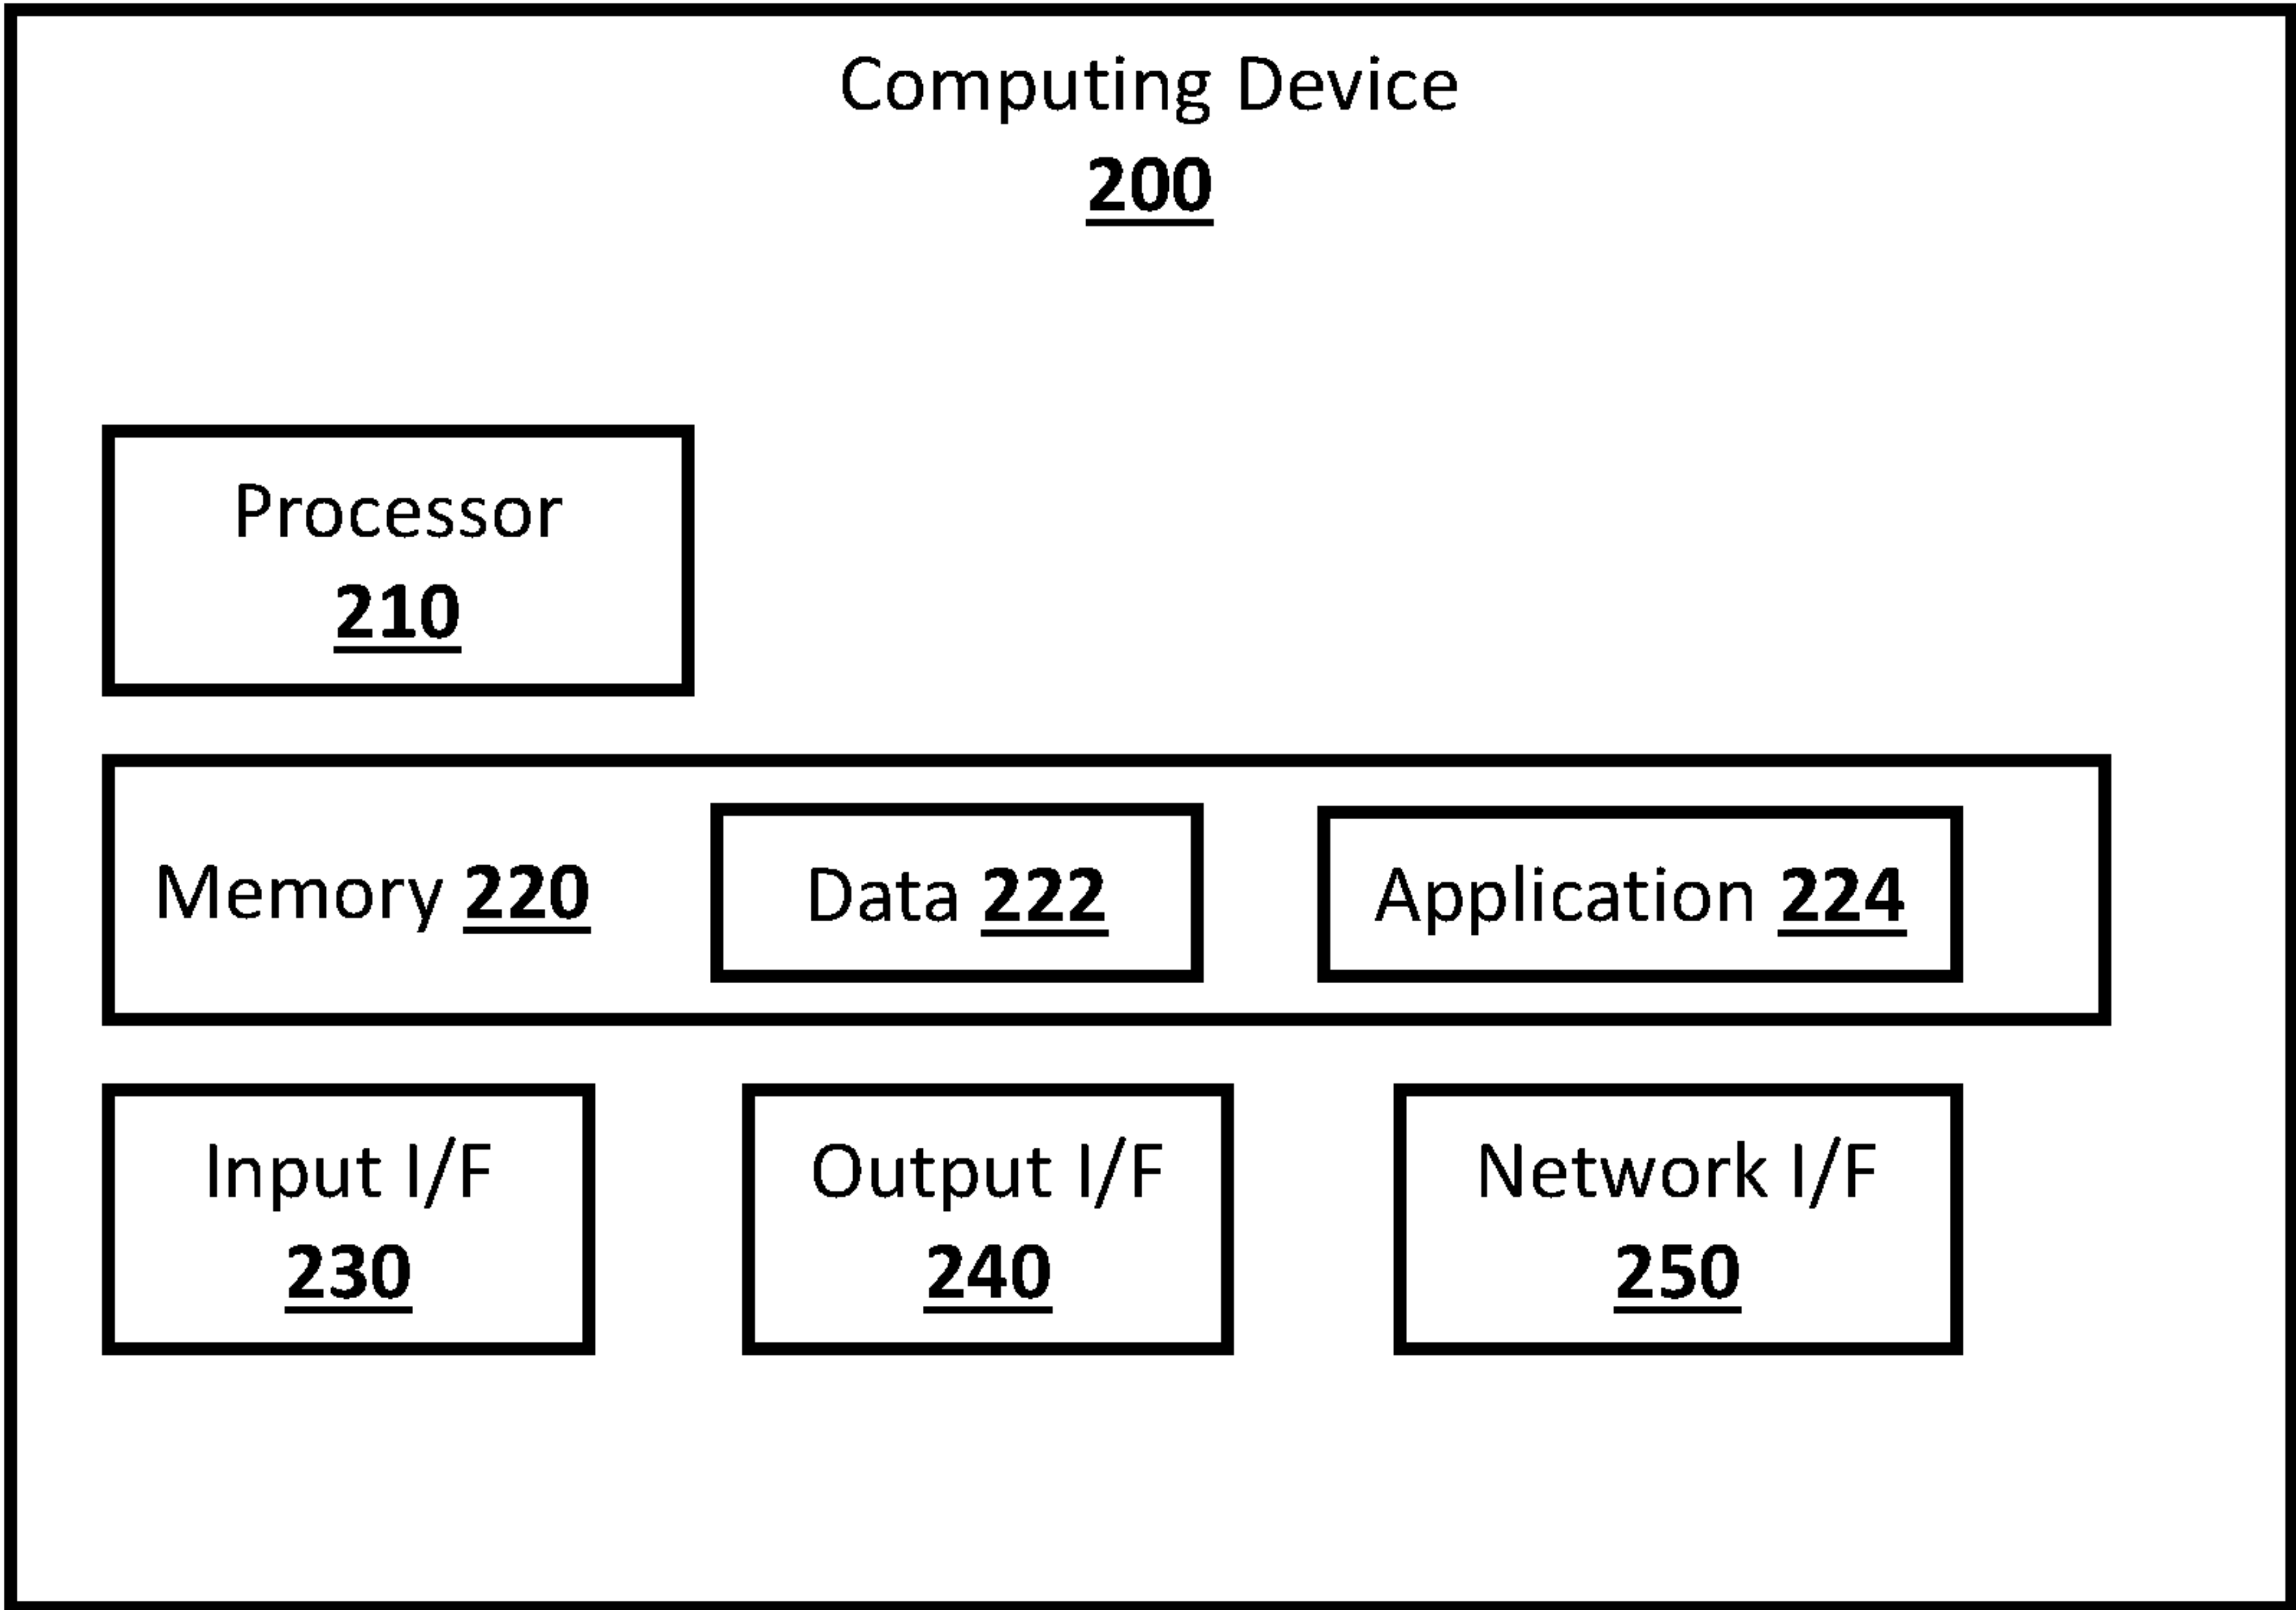 Computing Device
200
Processor
210
Memory 220
Data 222
Application 224
Input I/F
230
Output I/F
240
Network I/F
250